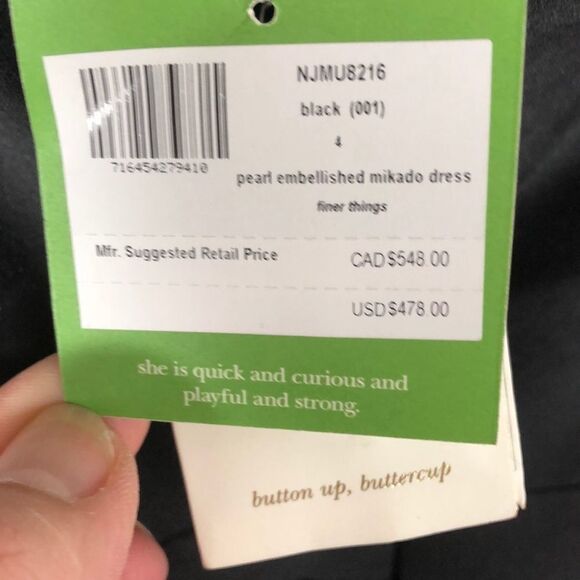 NJMU8216
black (001)
4
716454279410
pearl embellished mikado dress
finer things
Mfr. Suggested Retail Price CAD $548.00
USD $478.00
she is quick and curious and
playful and strong.
button up, buttercup